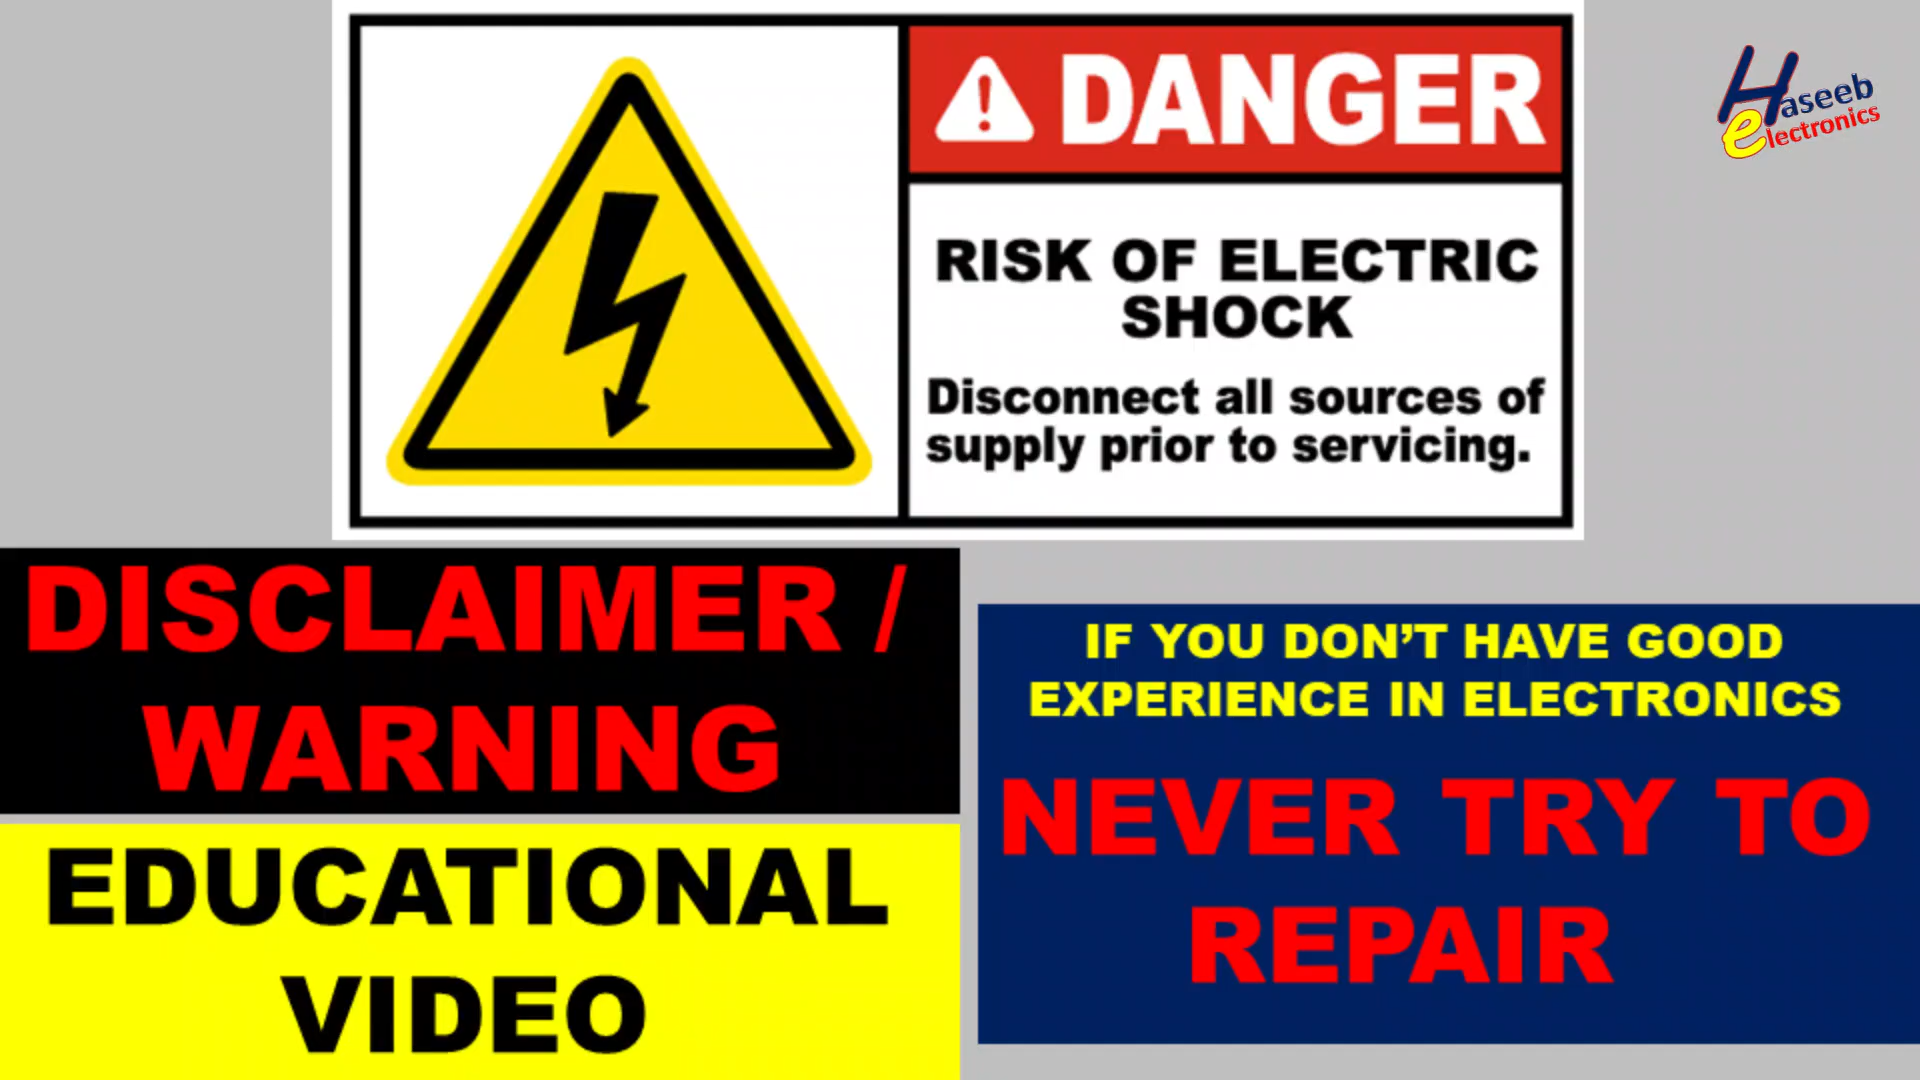 DANGER
RISK OF ELECTRIC
SHOCK
Disconnect all sources of
supply prior to servicing.
Haseeb
electronics
DISCLAIMER /
WARNING
EDUCATIONAL
VIDEO
IF YOU DON’T HAVE GOOD
EXPERIENCE IN ELECTRONICS
NEVER TRY TO
REPAIR